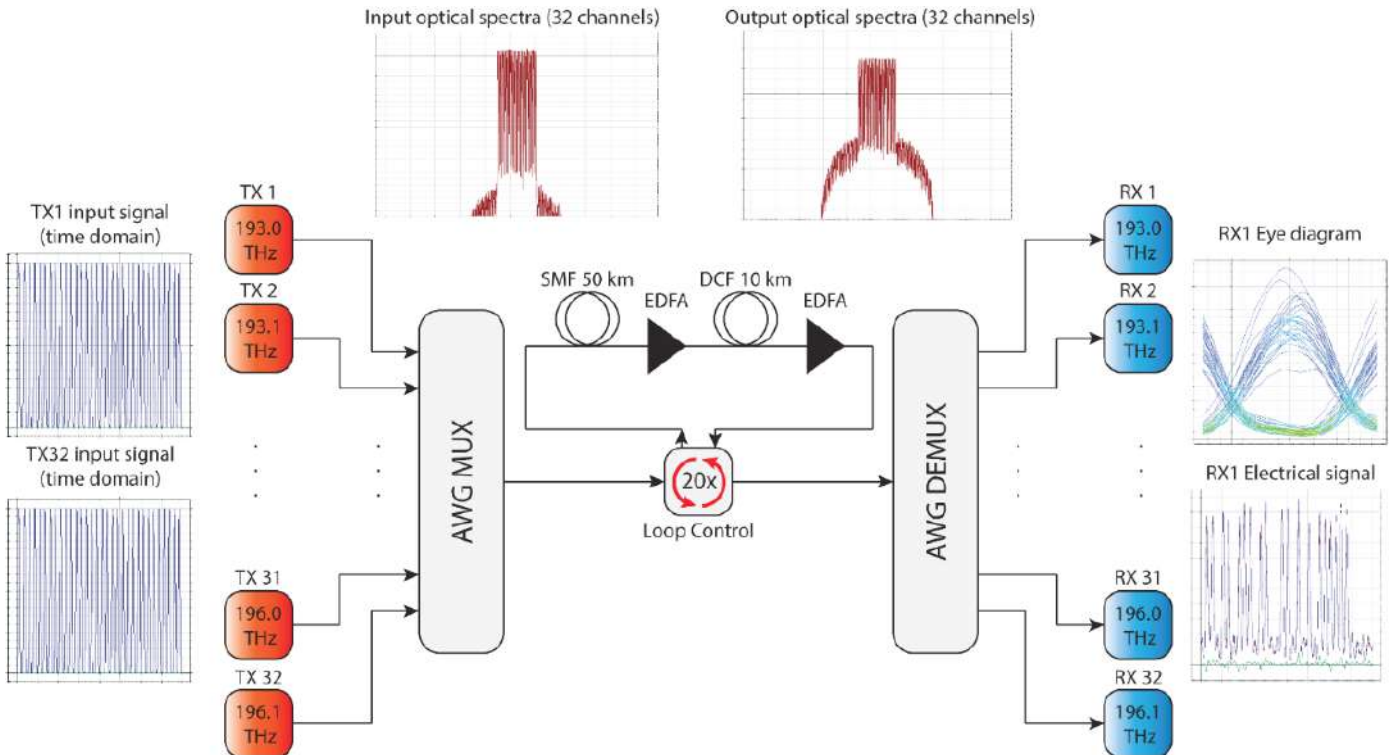 Input optical spectra (32 channels)
Output optical spectra (32 channels)
TX1 input signal
(time domain)
TX32 input signal
(time domain)
TX 1
193.0
THz
TX 2
193.1
THz
TX 31
196.0
THz
TX 32
196.1
THz
AWG MUX
SMF 50 km
EDFA
DCF 10 km
EDFA
20x
Loop Control
AWG DEMUX
RX 1
193.0
THz
RX 2
193.1
THz
RX 31
196.0
THz
RX 32
196.1
THz
RX1 Eye diagram
RX1 Electrical signal